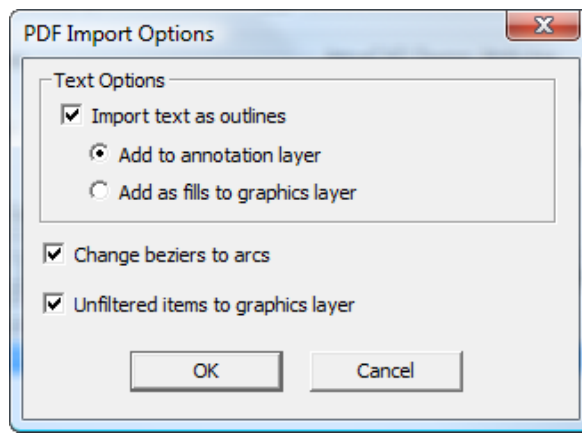 PDF Import Options
Text Options
Import text as outlines
Add to annotation layer
Add as fills to graphics layer
Change beziers to arcs
Unfiltered items to graphics layer
OK Cancel